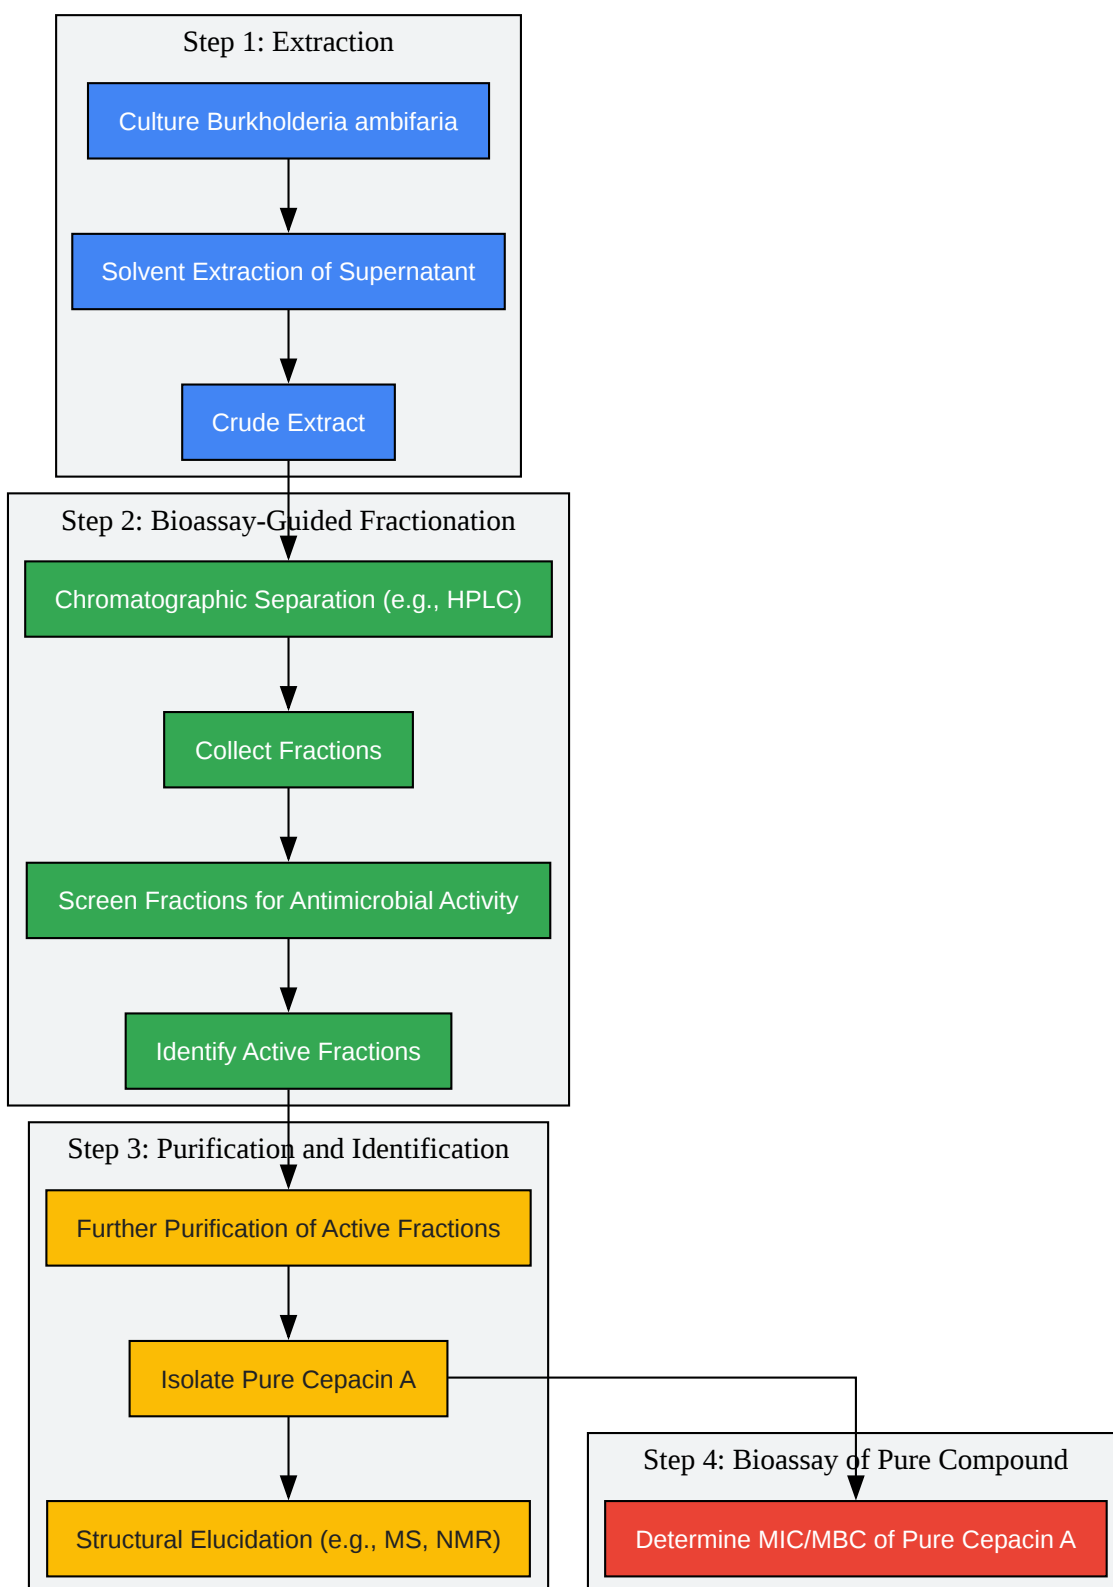 Step 1: Extraction
Culture Burkholderia ambifaria
Solvent Extraction of Supernatant
Crude Extract
Step 2: Bioassay-Guided Fractionation
Chromatographic Separation (e.g., HPLC)
Collect Fractions
Screen Fractions for Antimicrobial Activity
Identify Active Fractions
Step 3: Purification and Identification
Further Purification of Active Fractions
Isolate Pure Cepacin A
Structural Elucidation (e.g., MS, NMR)
Step 4: Bioassay of Pure Compound
Determine MIC/MBC of Pure Cepacin A